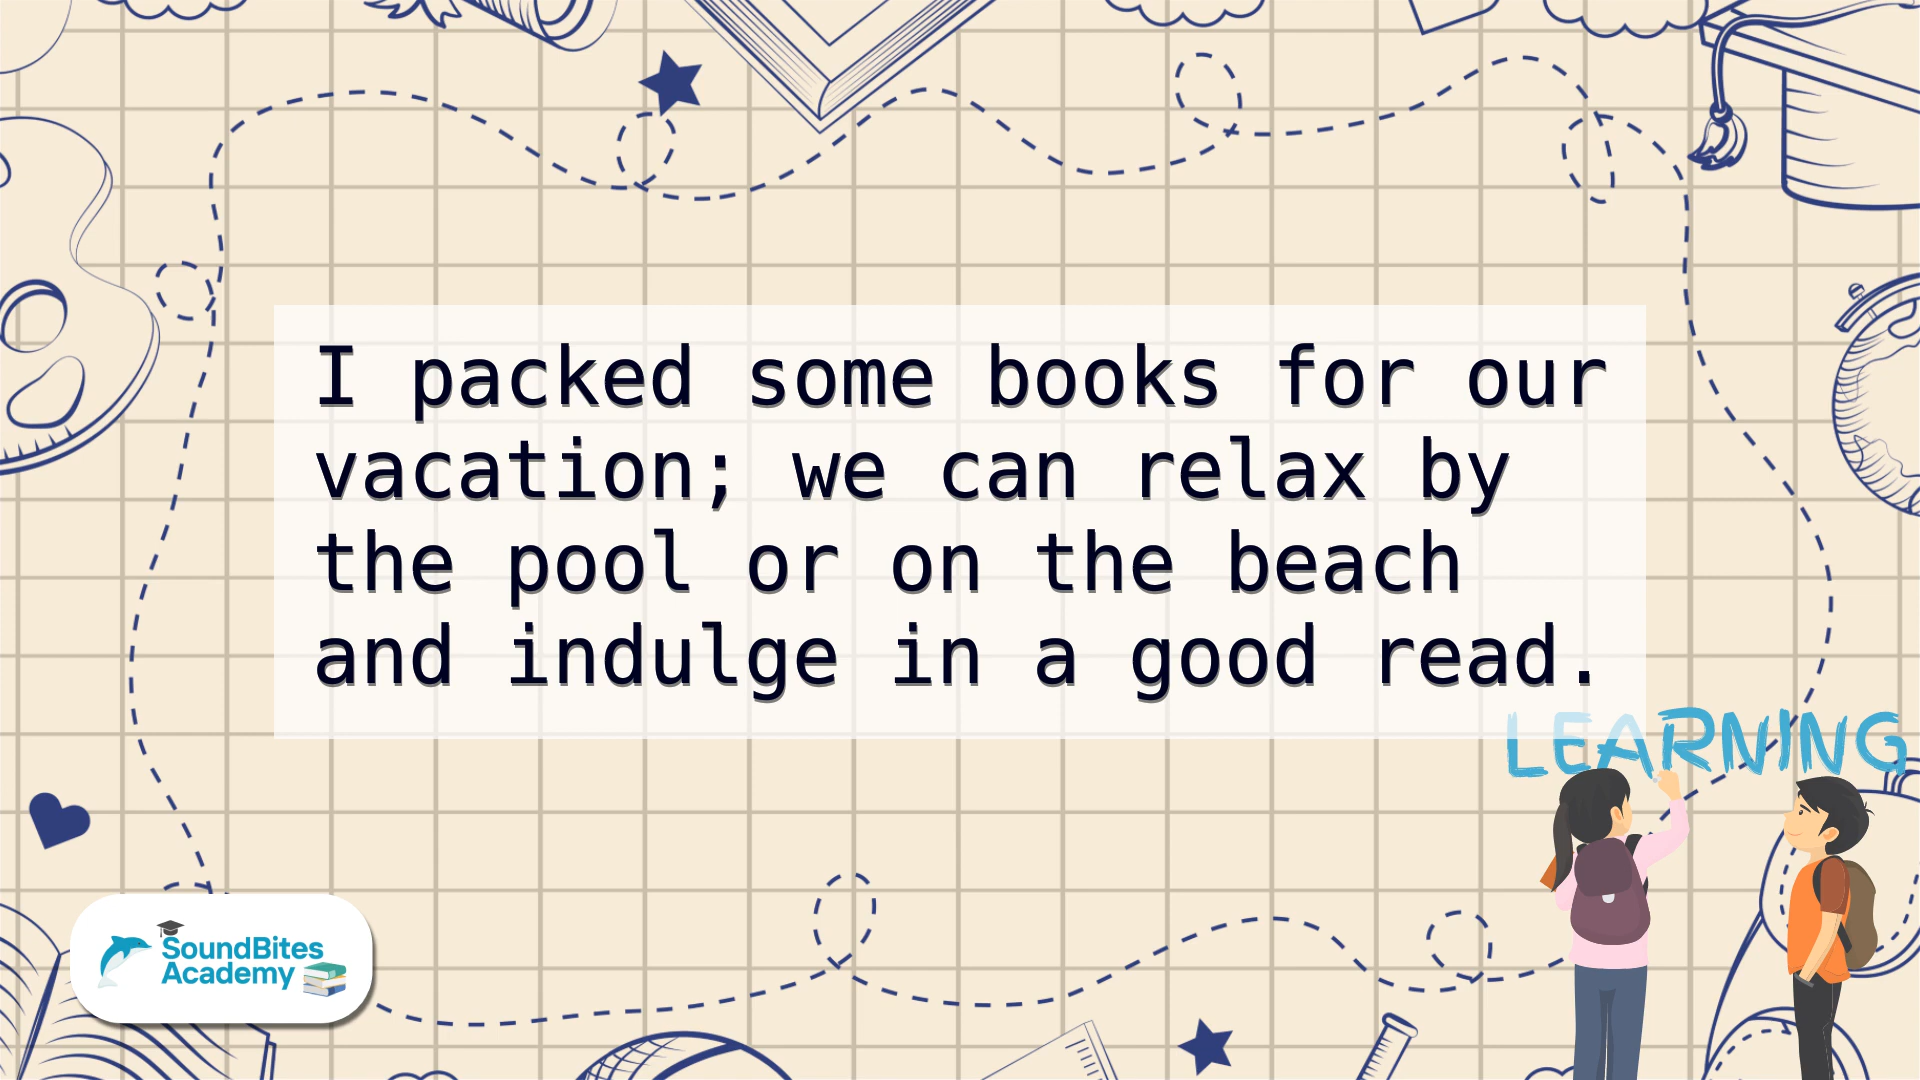 I packed some books for our
vacation; we can relax by
the pool or on the beach
and indulge in a good read.
LEARNING
SoundBites
Academy